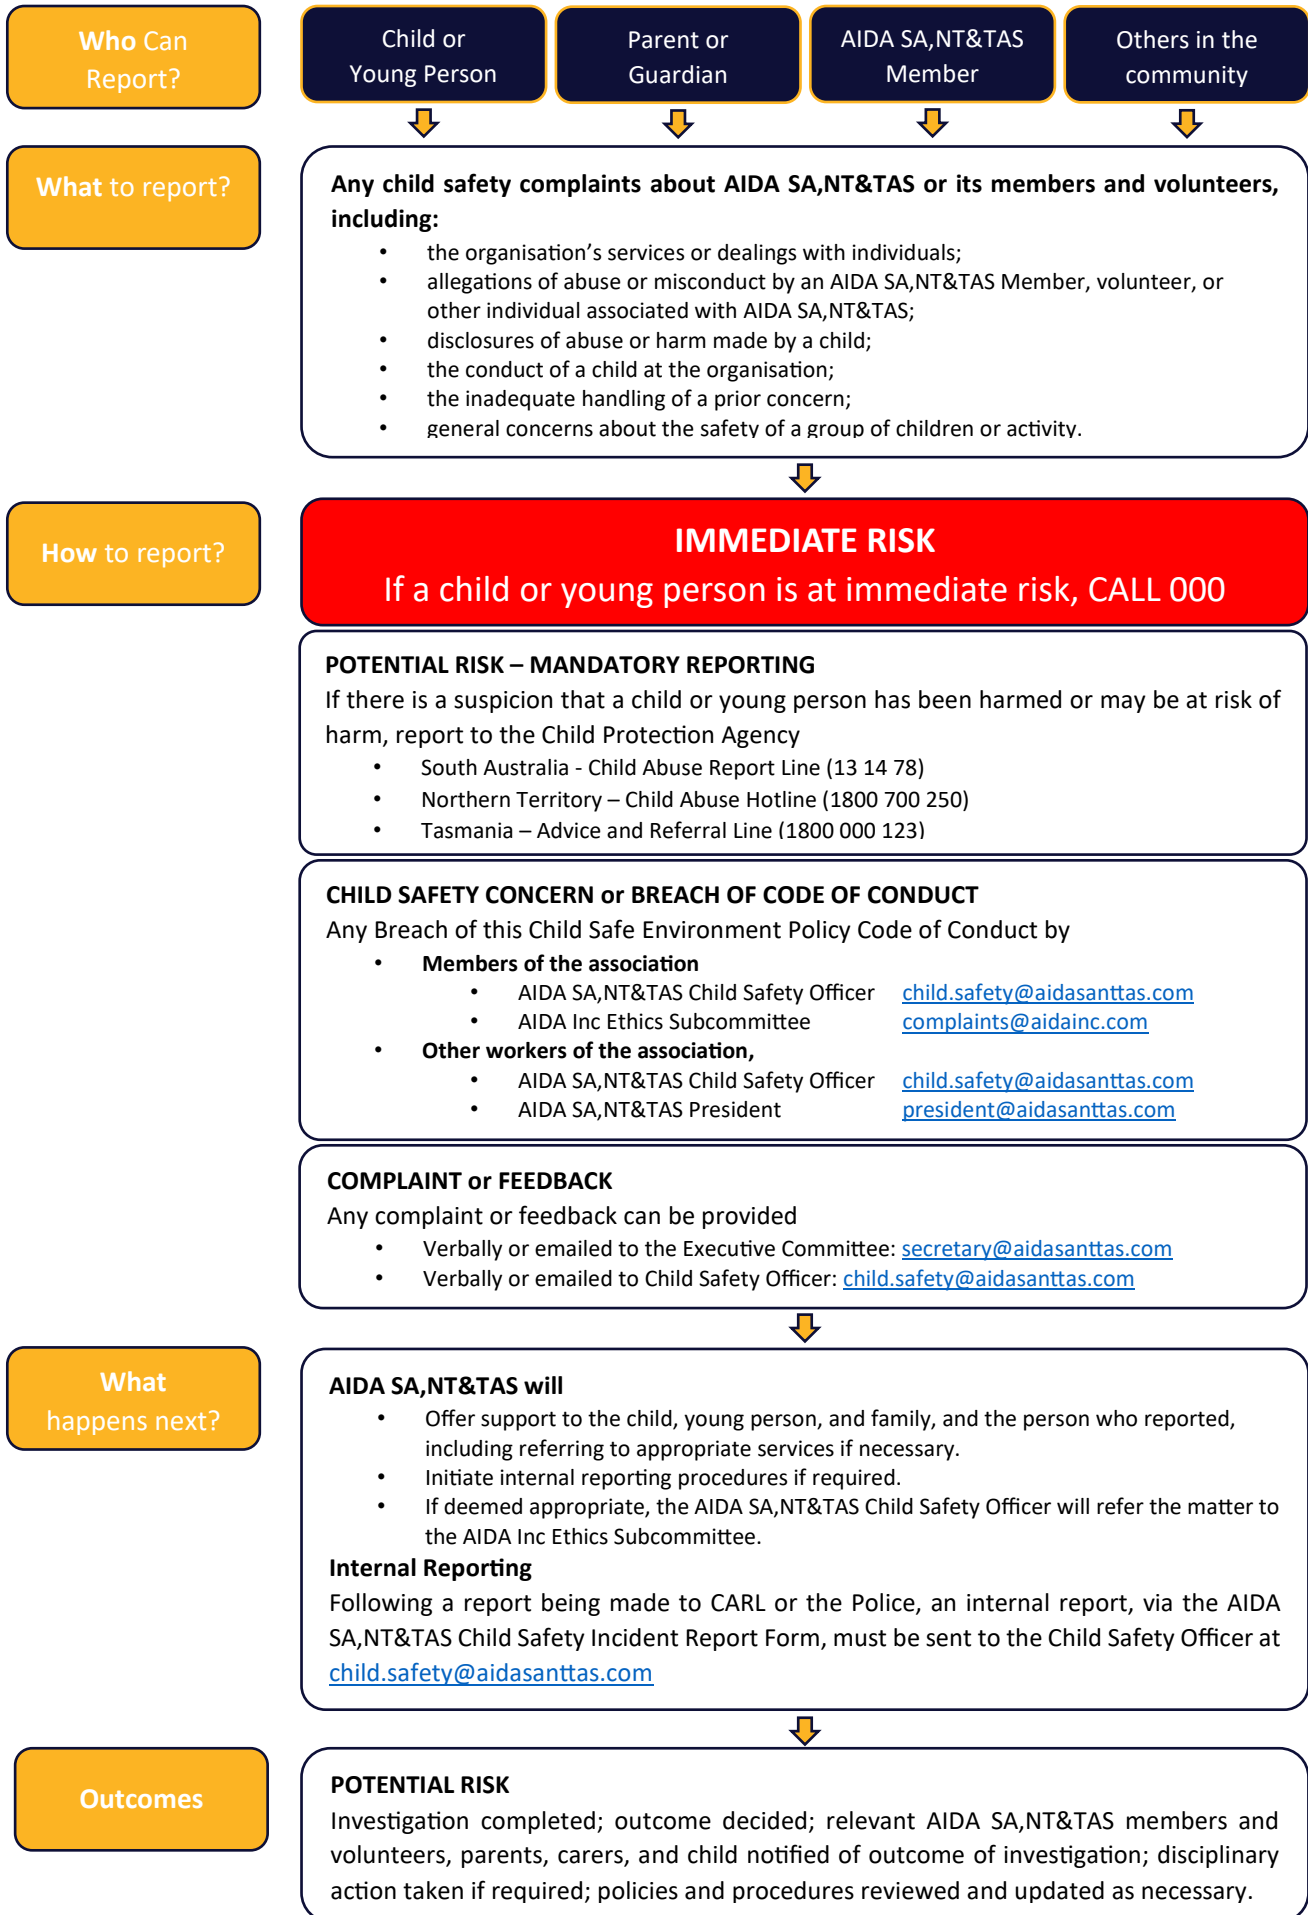 Who Can
Report?
Child or
Young Person
Parent or
Guardian
AIDA SA,NT&TAS
Member
Others in the
community
What to report?
Any child safety complaints about AIDA SA,NT&TAS or its members and volunteers,
including:
• the organisation's services or dealings with individuals;
• allegations of abuse or misconduct by an AIDA SA,NT&TAS Member, volunteer, or
other individual associated with AIDA SA,NT&TAS;
• disclosures of abuse or harm made by a child;
• the conduct of a child at the organisation;
• the inadequate handling of a prior concern;
• general concerns about the safety of a group of children or activity.
How to report?
IMMEDIATE RISK
If a child or young person is at immediate risk, CALL 000
POTENTIAL RISK – MANDATORY REPORTING
If there is a suspicion that a child or young person has been harmed or may be at risk of
harm, report to the Child Protection Agency
• South Australia - Child Abuse Report Line (13 14 78)
• Northern Territory – Child Abuse Hotline (1800 700 250)
• Tasmania – Advice and Referral Line (1800 000 123)
CHILD SAFETY CONCERN or BREACH OF CODE OF CONDUCT
Any Breach of this Child Safe Environment Policy Code of Conduct by
• Members of the association
• AIDA SA,NT&TAS Child Safety Officer child.safety@aidasanttas.com
• AIDA Inc Ethics Subcommittee complaints@aidainc.com
• Other workers of the association,
• AIDA SA,NT&TAS Child Safety Officer child.safety@aidasanttas.com
• AIDA SA,NT&TAS President president@aidasanttas.com
COMPLAINT or FEEDBACK
Any complaint or feedback can be provided
• Verbally or emailed to the Executive Committee: secretary@aidasanttas.com
• Verbally or emailed to Child Safety Officer: child.safety@aidasanttas.com
What
happens next?
AIDA SA,NT&TAS will
• Offer support to the child, young person, and family, and the person who reported,
including referring to appropriate services if necessary.
• Initiate internal reporting procedures if required.
• If deemed appropriate, the AIDA SA,NT&TAS Child Safety Officer will refer the matter to
the AIDA Inc Ethics Subcommittee.
Internal Reporting
Following a report being made to CARL or the Police, an internal report, via the AIDA
SA,NT&TAS Child Safety Incident Report Form, must be sent to the Child Safety Officer at
child.safety@aidasanttas.com
Outcomes
POTENTIAL RISK
Investigation completed; outcome decided; relevant AIDA SA,NT&TAS members and
volunteers, parents, carers, and child notified of outcome of investigation; disciplinary
action taken if required; policies and procedures reviewed and updated as necessary.